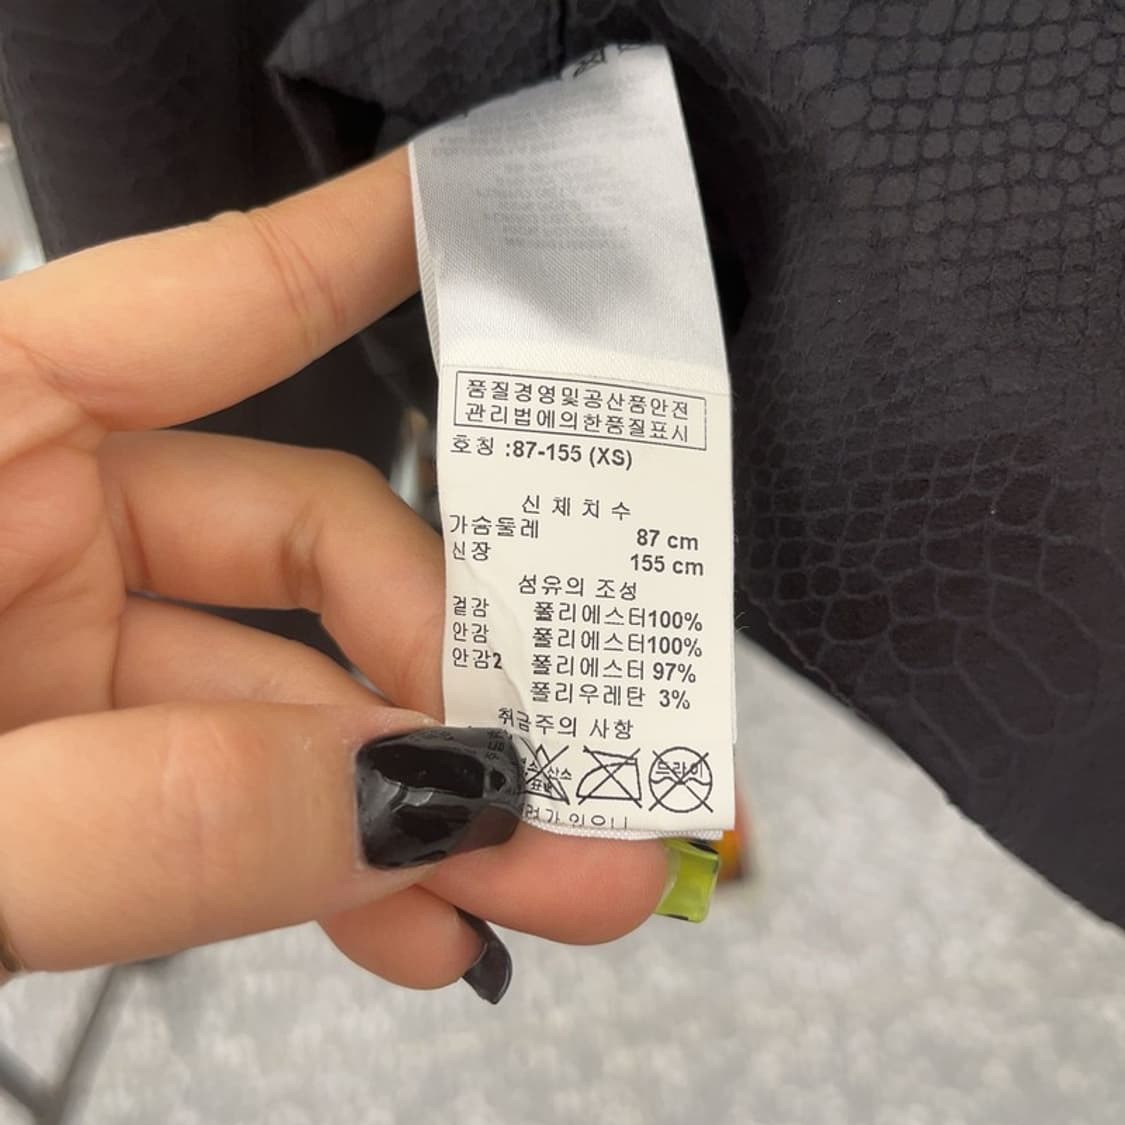 품질경영및공산품안전
관리법에의한품질표시
호칭 :87-155 (XS)
신 체 치 수
가슴둘레 87 cm
신장 155 cm
섬유의 조성
겉감 폴리에스터100%
안감 폴리에스터100%
안감2 폴리에스터 97%
폴리우레탄 3%
취급주의 사항
드라이